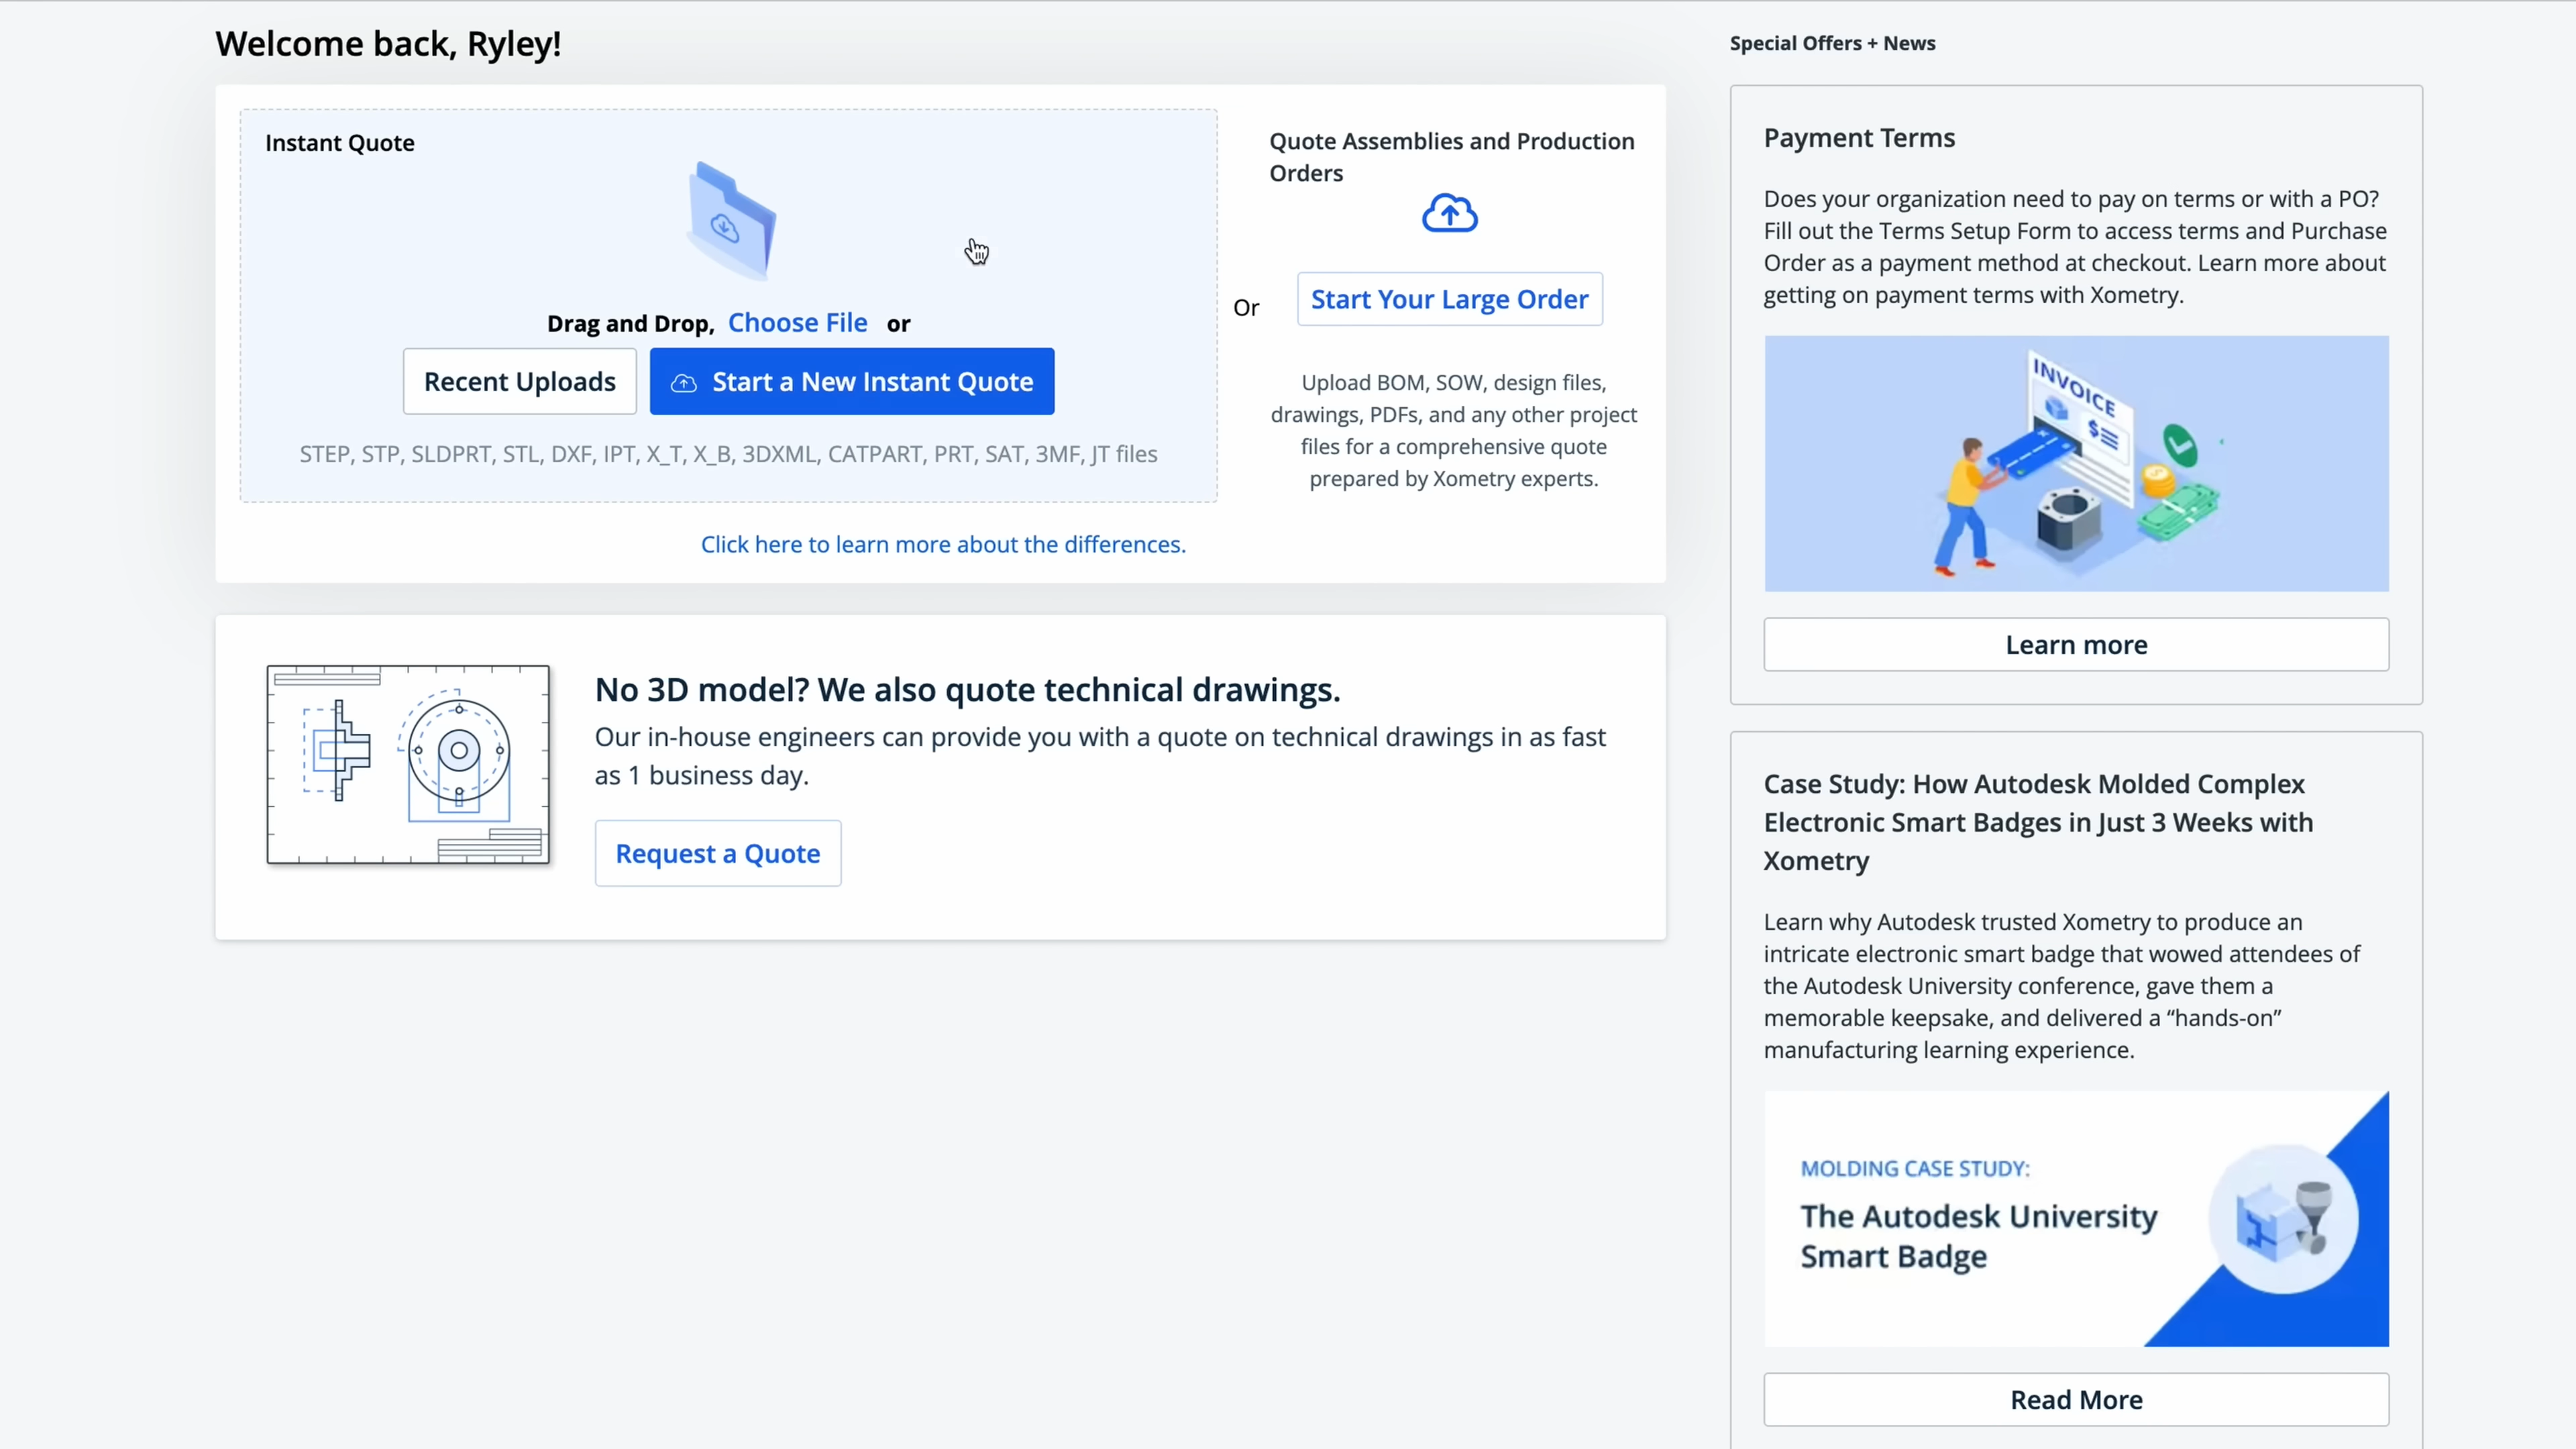 Welcome back, Ryley!
Instant Quote
Drag and Drop, Choose File or
Recent Uploads
Start a New Instant Quote
STEP, STP, SLDPRT, STL, DXF, IPT, X_T, X_B, 3DXML, CATPART, PRT, SAT, 3MF, JT files
Or
Quote Assemblies and Production
Orders
Start Your Large Order
Upload BOM, SOW, design files,
drawings, PDFs, and any other project
files for a comprehensive quote
prepared by Xometry experts.
Click here to learn more about the differences.
No 3D model? We also quote technical drawings.
Our in-house engineers can provide you with a quote on technical drawings in as fast
as 1 business day.
Request a Quote
Special Offers + News
Payment Terms
Does your organization need to pay on terms or with a PO?
Fill out the Terms Setup Form to access terms and Purchase
Order as a payment method at checkout. Learn more about
getting on payment terms with Xometry.
INVOICE
$
Learn more
Case Study: How Autodesk Molded Complex
Electronic Smart Badges in Just 3 Weeks with
Xometry
Learn why Autodesk trusted Xometry to produce an
intricate electronic smart badge that wowed attendees of
the Autodesk University conference, gave them a
memorable keepsake, and delivered a “hands-on”
manufacturing learning experience.
MOLDING CASE STUDY:
The Autodesk University
Smart Badge
Read More